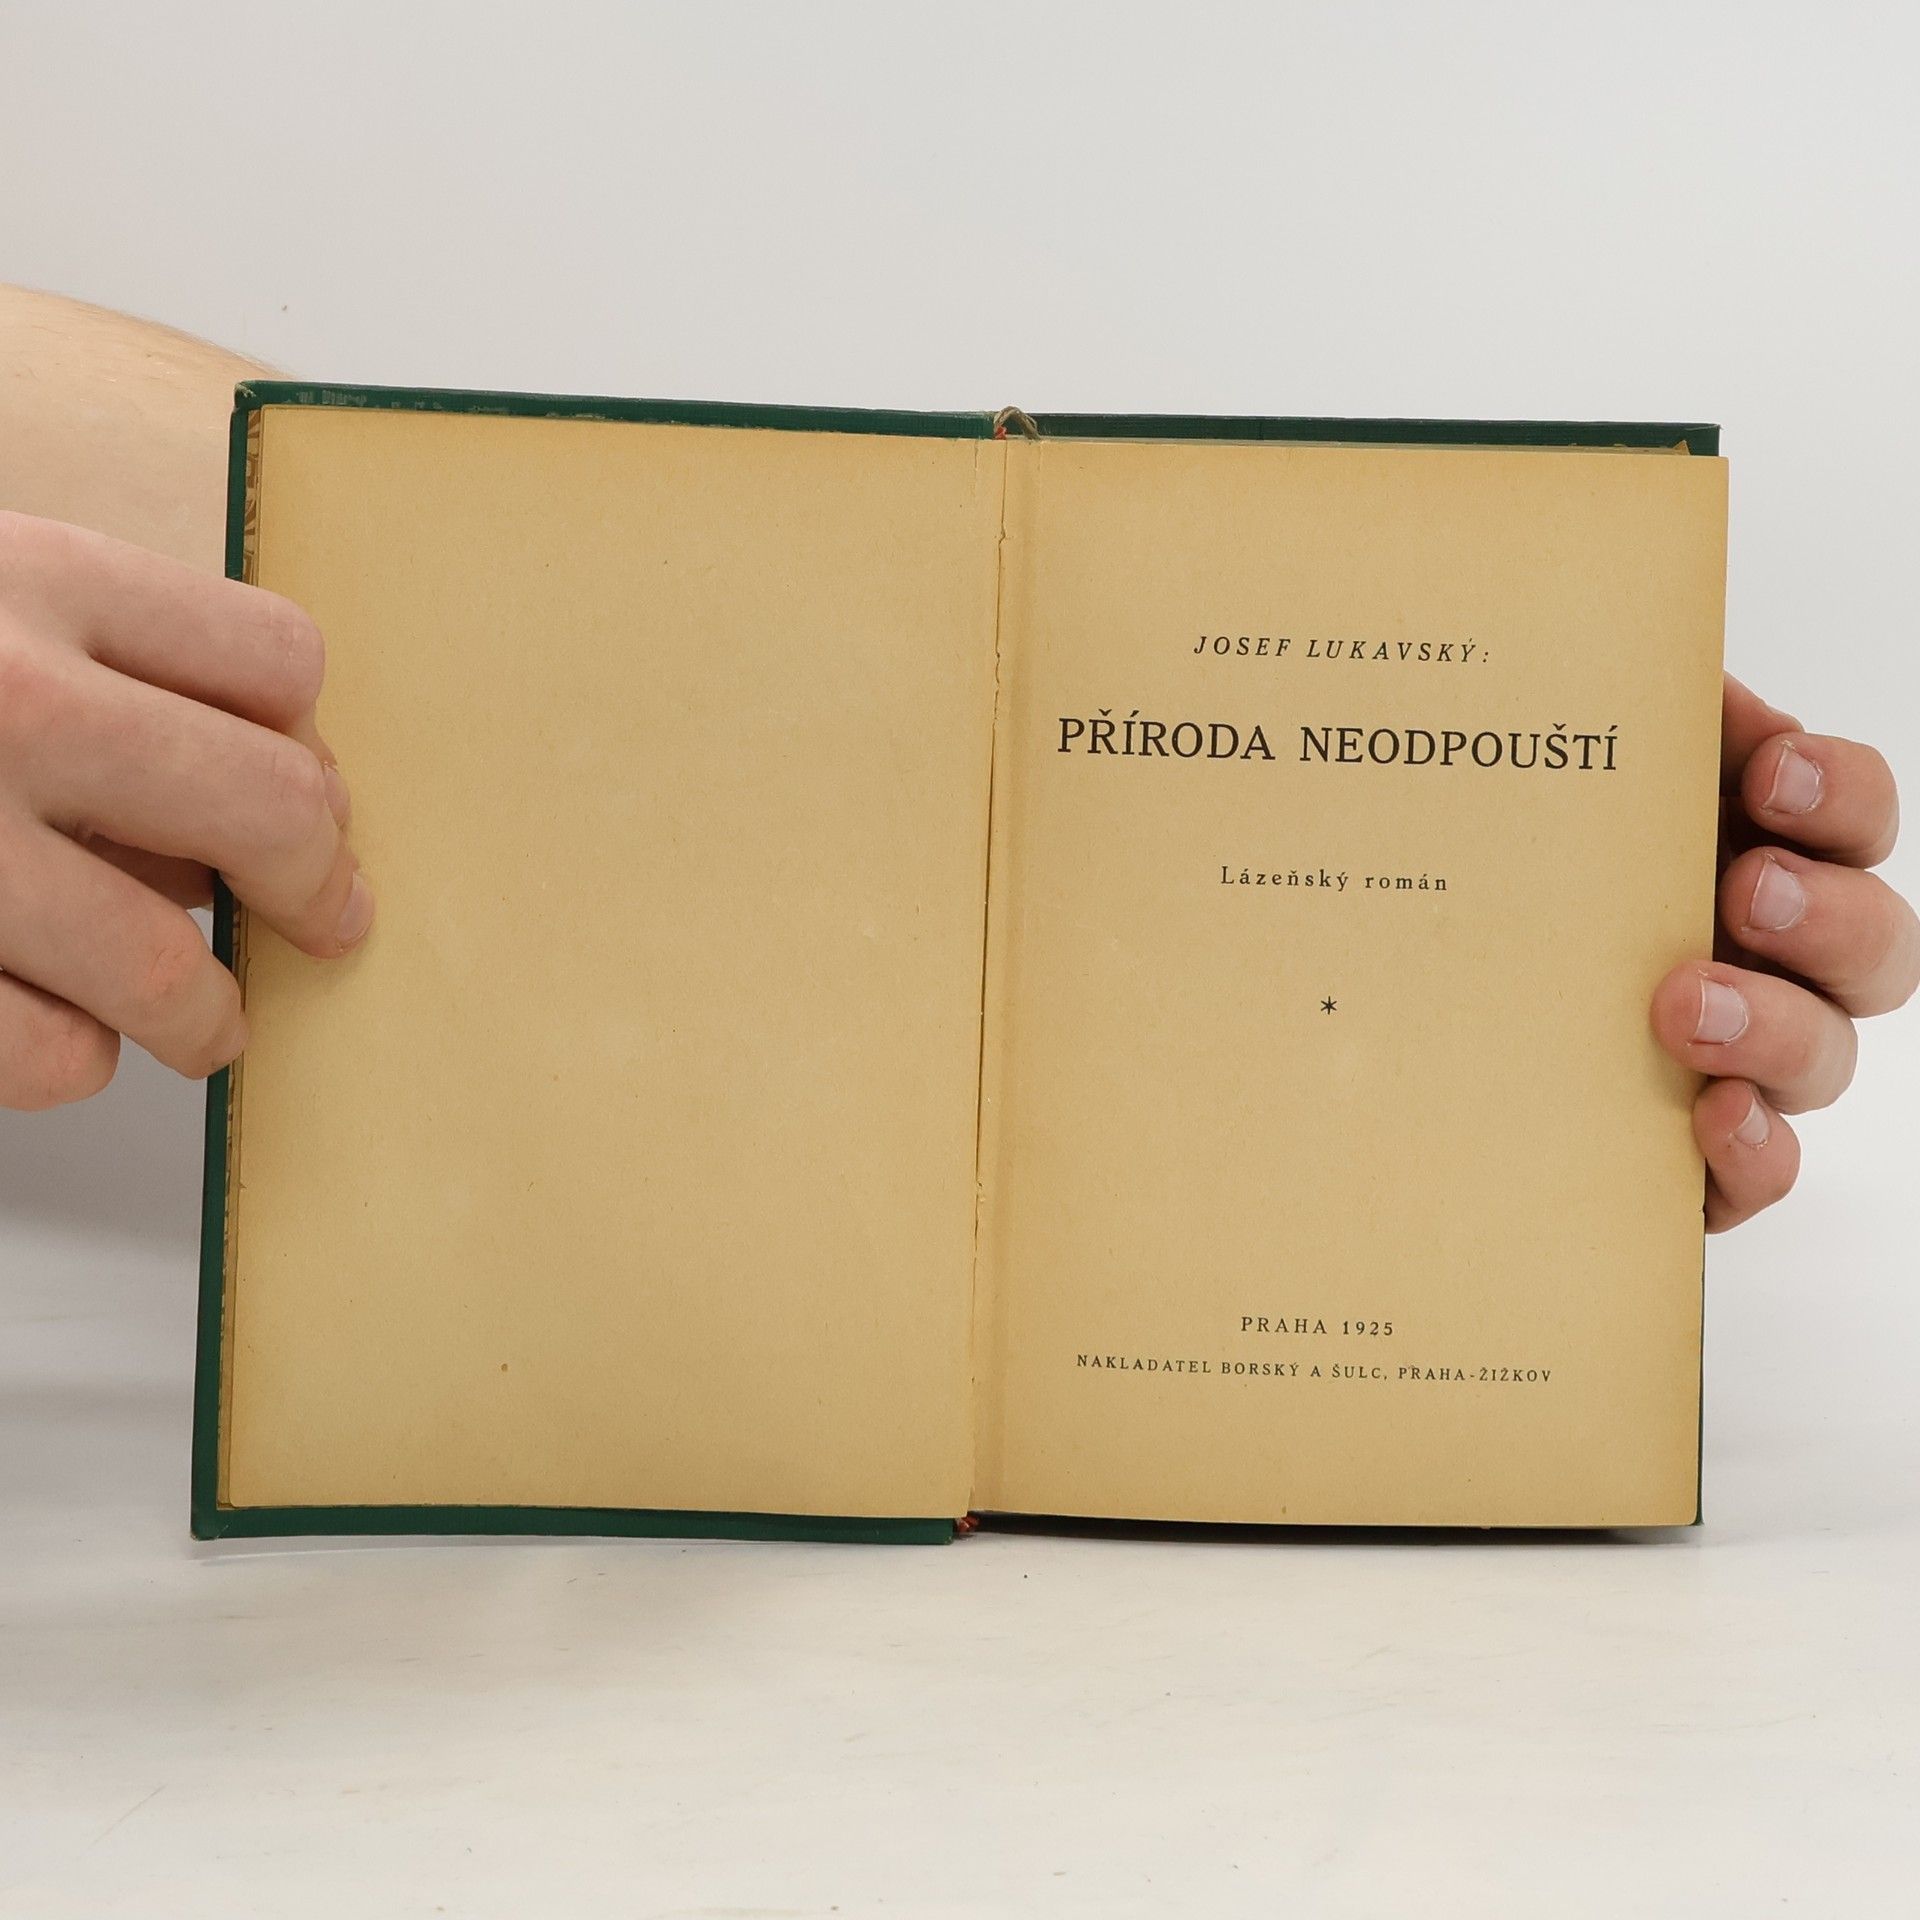 JOSEF LUKAVSKÝ:
PŘÍRODA NEODPOUŠTÍ
Lázeňský román
*
PRAHA 1925
NAKLADATEL BORSKÝ A ŠULC, PRAHA-ŽIŽKOV